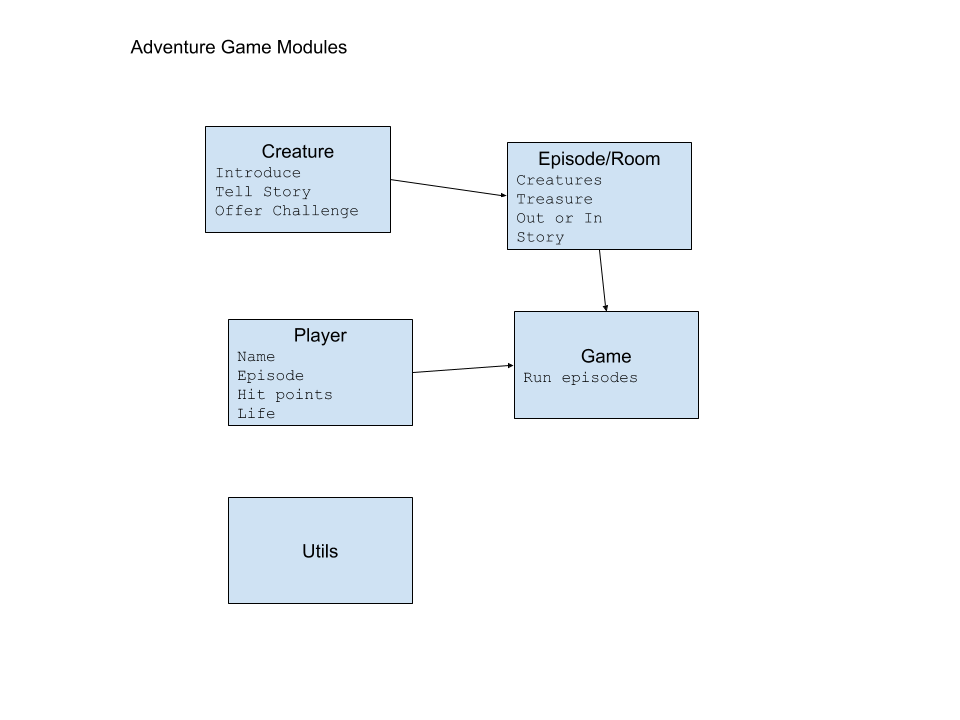 Adventure Game Modules
Creature
Introduce
Tell Story
Offer Challenge
Episode/Room
Creatures
Treasure
Out or In
Story
Player
Name
Episode
Hit points
Life
Game
Run episodes
Utils